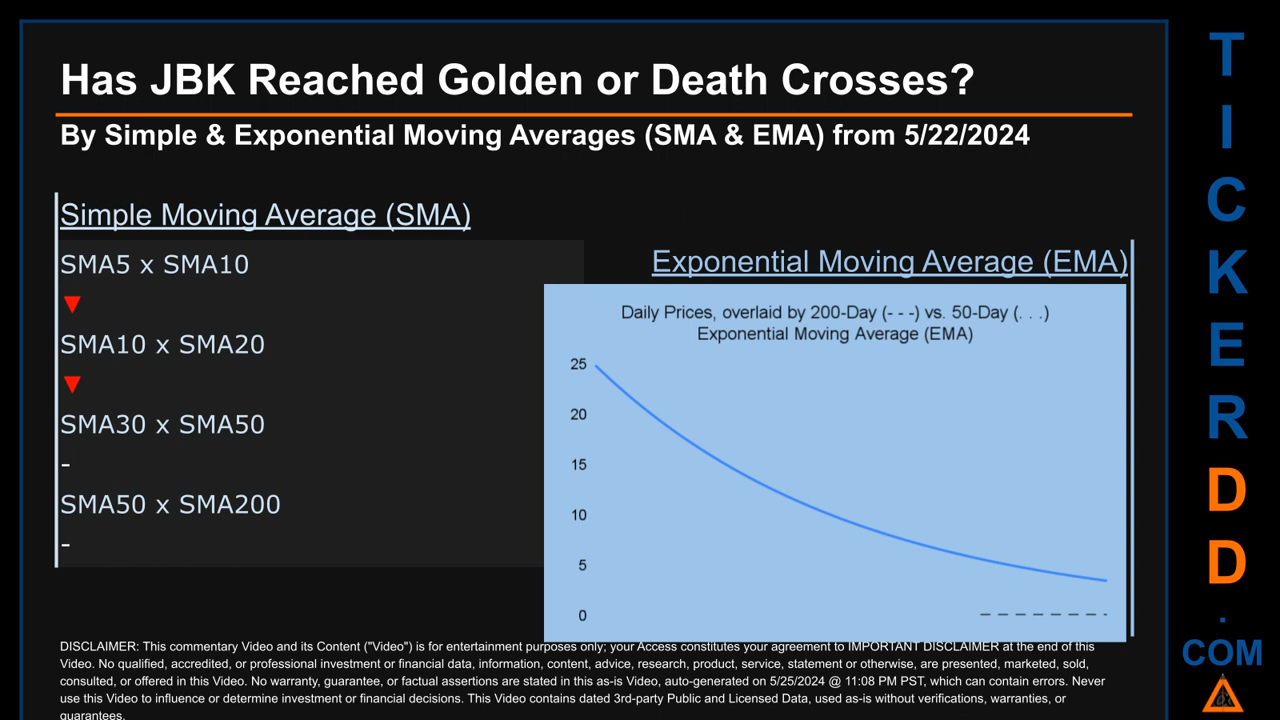 Has JBK Reached Golden or Death Crosses?
By Simple & Exponential Moving Averages (SMA & EMA) from 5/22/2024
Simple Moving Average (SMA)
SMA5 x SMA10
▼
SMA10 x SMA20
▼
SMA30 x SMA50
-
SMA50 x SMA200
-
Exponential Moving Average (EMA)
Daily Prices, overlaid by 200-Day (- - -) vs. 50-Day (. . .)
Exponential Moving Average (EMA)
25
20
15
10
5
0
DISCLAIMER: This commentary Video and its Content ("Video") is for entertainment purposes only; your Access constitutes your agreement to IMPORTANT DISCLAIMER at the end of this
Video. No qualified, accredited, or professional investment or financial data, information, content, advice, research, product, service, statement or otherwise, are presented, marketed, sold,
consulted, or offered in this Video. No warranty, guarantee, or factual assertions are stated in this as-is Video, auto-generated on 5/25/2024 @ 11:08 PM PST, which can contain errors. Never
use this Video to influence or determine investment or financial decisions. This Video contains dated 3rd-party Public and Licensed Data, used as-is without verifications, warranties, or
guarantees.
T
I
C
K
E
R
D
D
.
COM